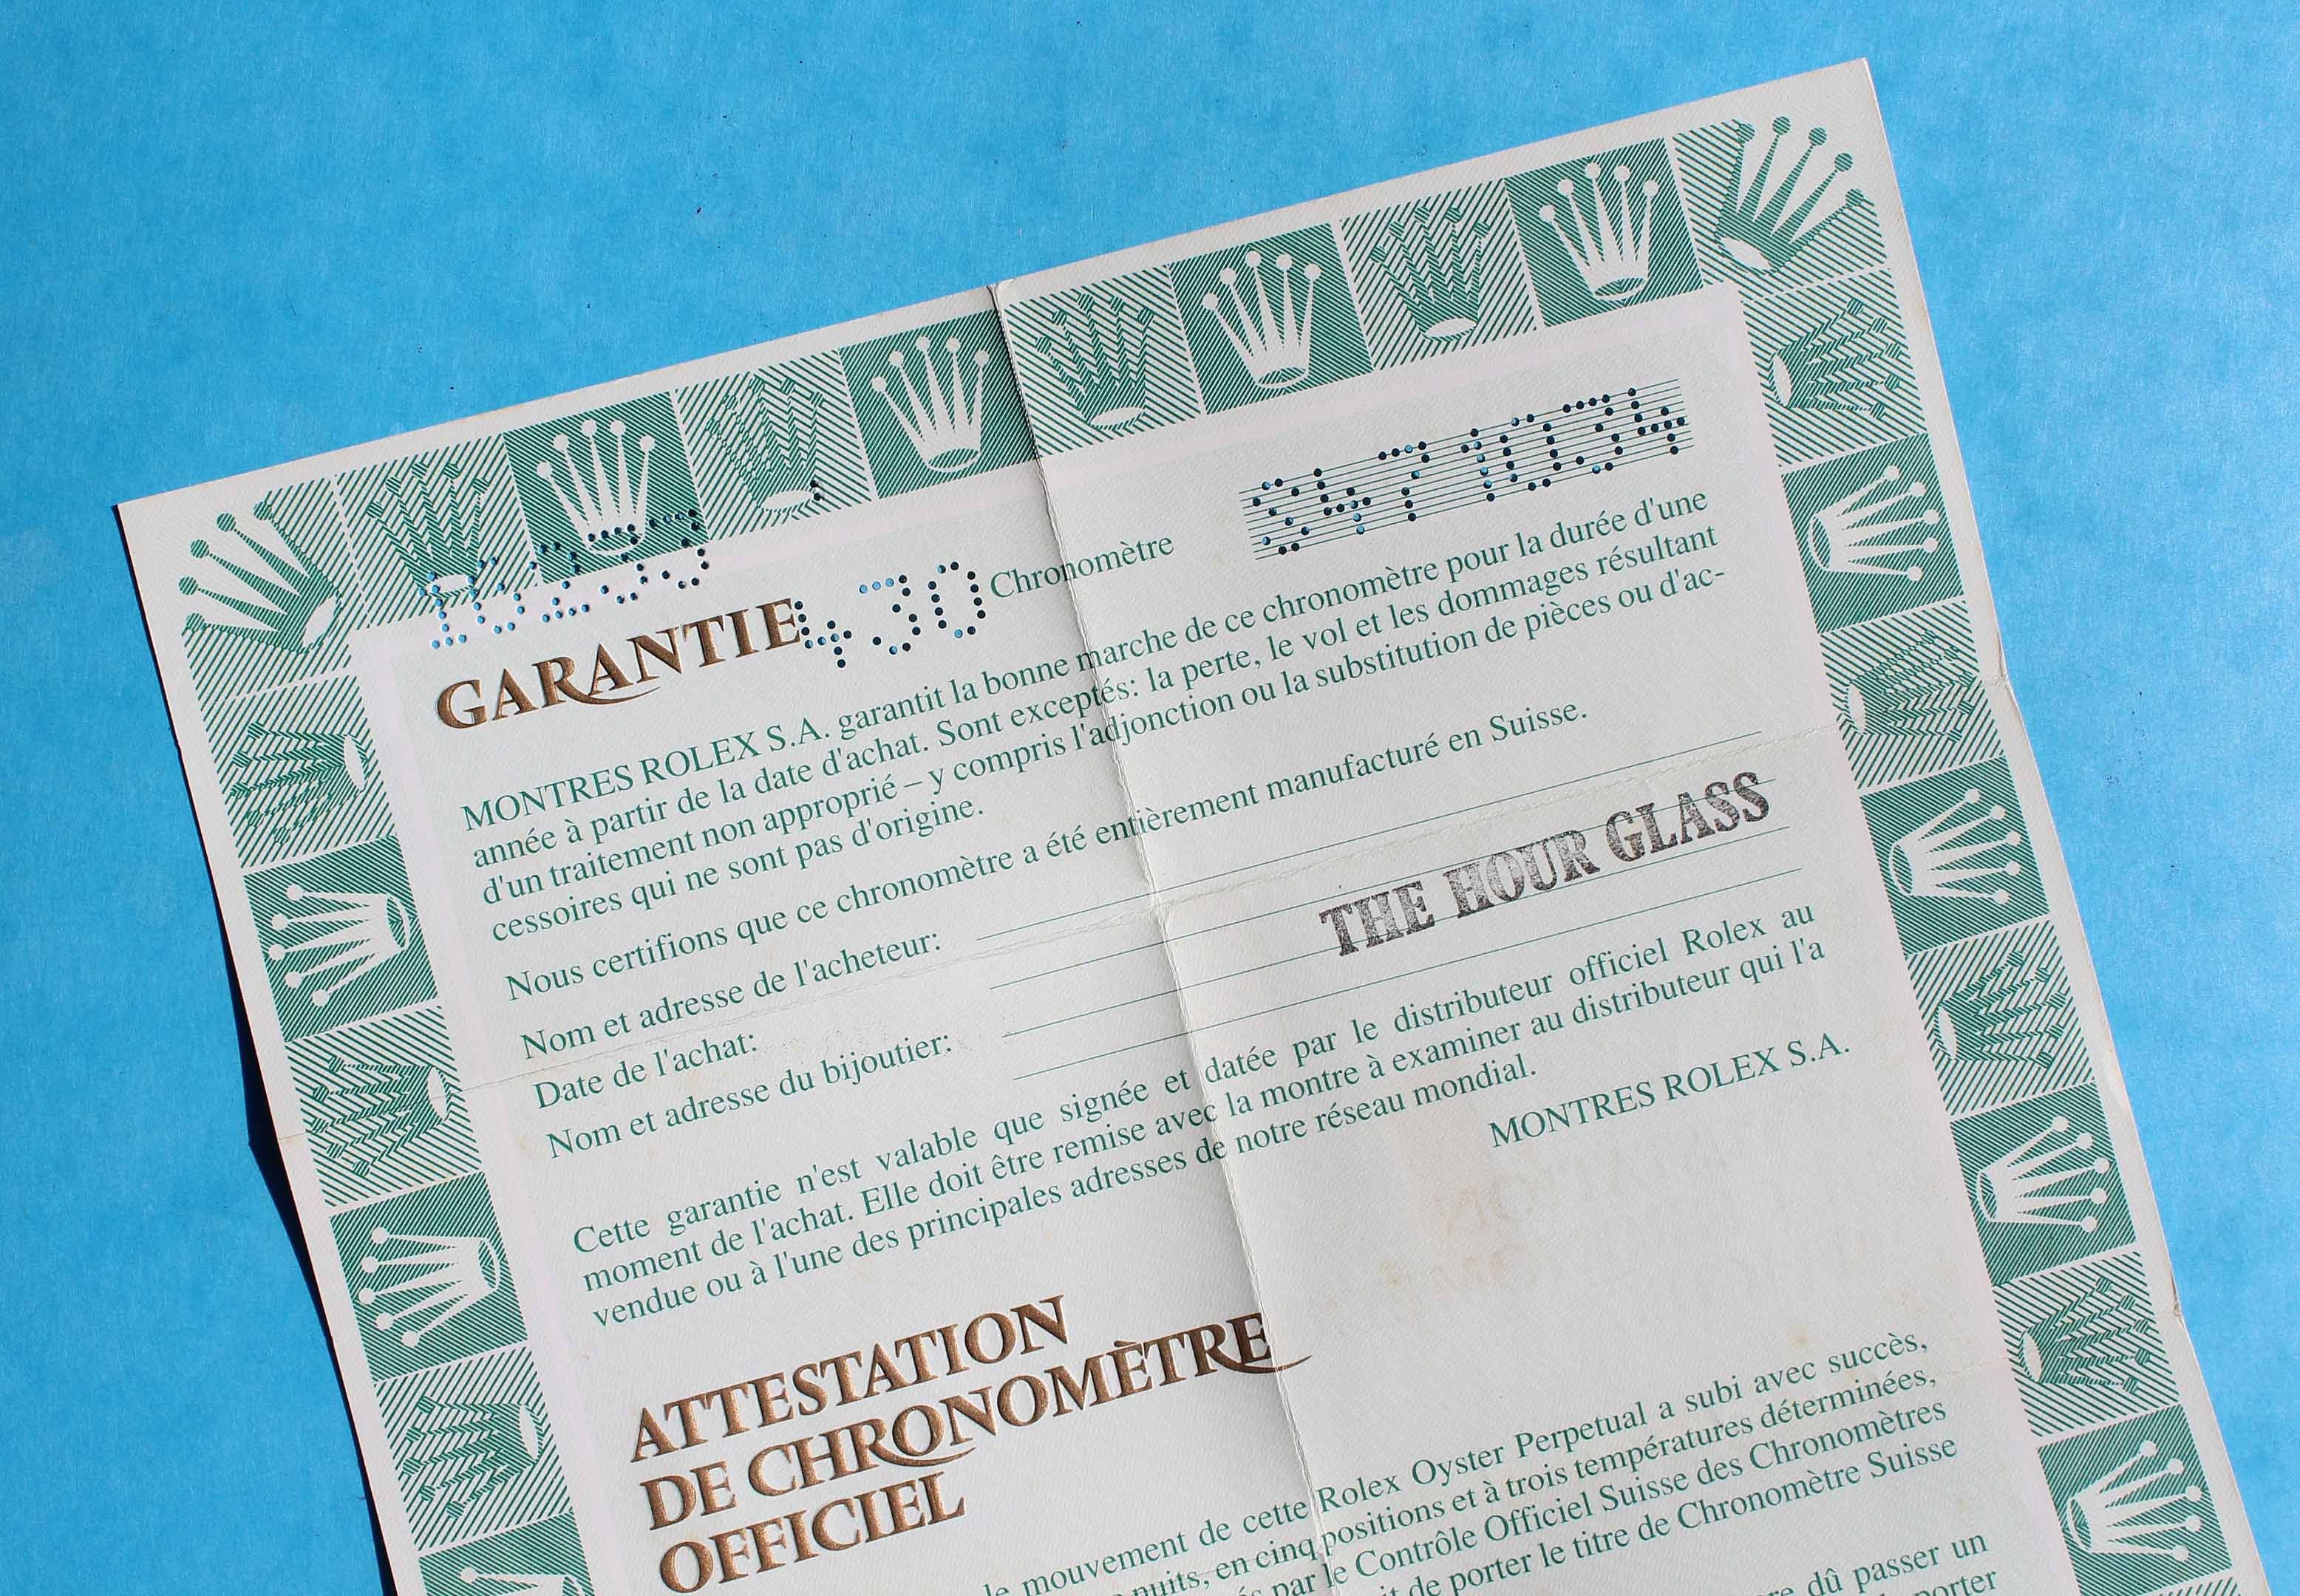 430
Chronomètre
GARANTIE
MONTRES ROLEX S.A. garantit la bonne marche de ce chronomètre pour la durée d'une
année à partir de la date d'achat. Sont exceptés: la perte, le vol et les dommages résultant
d'un traitement non approprié – y compris l'adjonction ou la substitution de pièces ou d'ac-
cessoires qui ne sont pas d'origine.
Nous certifions que ce chronomètre a été entièrement manufacturé en Suisse.
Nom et adresse de l'acheteur:
Date de l'achat:
Nom et adresse du bijoutier:
THE HOUR GLASS
Cette garantie n'est valable que signée et datée par le distributeur officiel Rolex au
moment de l'achat. Elle doit être remise avec la montre à examiner au distributeur qui l'a
vendue ou à l'une des principales adresses de notre réseau mondial.
MONTRES ROLEX S.A.
ATTESTATION
DE CHRONOMÈTRE
OFFICIEL
le mouvement de cette Rolex Oyster Perpetual a subi avec succès,
nuits, en cinq positions et à trois températures déterminées,
par le Contrôle Officiel Suisse des Chronomètres
de porter le titre de Chronomètre Suisse
dû passer un
porter